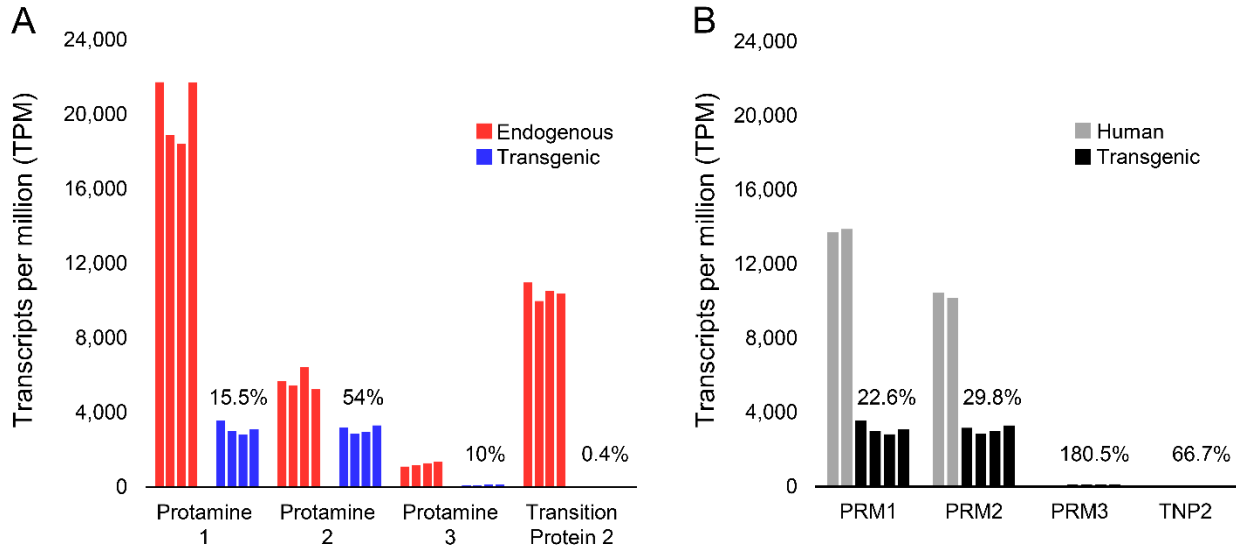 A
Transcripts per million (TPM)
24,000
20,000
16,000
12,000
8,000
4,000
0
Endogenous
Transgenic
15.5%
54%
10%
0.4%
Protamine
1
Protamine
2
Protamine
3
Transition
Protein 2
B
Transcripts per million (TPM)
24,000
20,000
16,000
12,000
8,000
4,000
0
Human
Transgenic
22.6%
29.8%
180.5%
66.7%
PRM1
PRM2
PRM3
TNP2